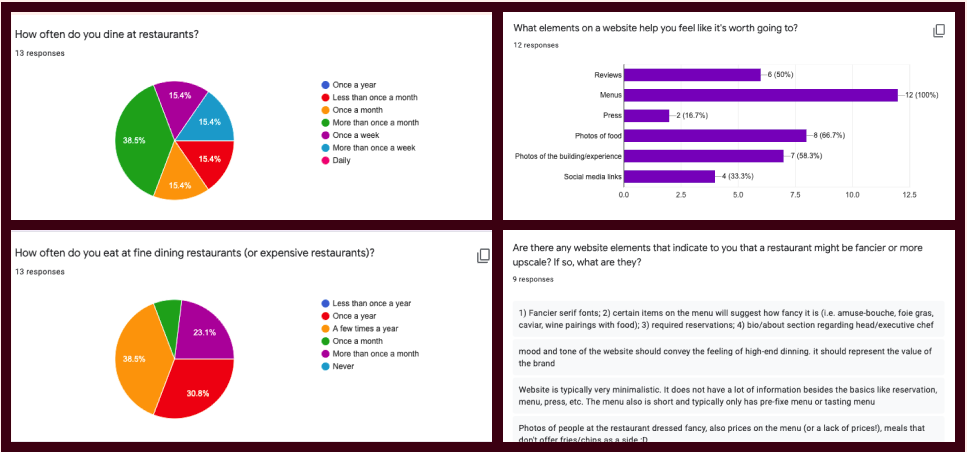 How often do you dine at restaurants?
13 responses
15.4%
15.4%
38.5%
15.4%
15.4%
Once a year
Less than once a month
Once a month
More than once a month
Once a week
More than once a week
Daily
What elements on a website help you feel like it's worth going to?
12 responses
Reviews
6 (50%)
Menus
12 (100%)
Press
2 (16.7%)
Photos of food
8 (66.7%)
Photos of the building/experience
7 (58.3%)
Social media links
4 (33.3%)
0.0 2.5 5.0 7.5 10.0 12.5
How often do you eat at fine dining restaurants (or expensive restaurants)?
13 responses
23.1%
38.5%
30.8%
Less than once a year
Once a year
A few times a year
Once a month
More than once a month
Never
Are there any website elements that indicate to you that a restaurant might be fancier or more
upscale? If so, what are they?
9 responses
1) Fancier serif fonts; 2) certain items on the menu will suggest how fancy it is (i.e. amuse-bouche, foie gras,
caviar, wine pairings with food); 3) required reservations; 4) bio/about section regarding head/executive chef
mood and tone of the website should convey the feeling of high-end dinning. it should represent the value of
the brand
Website is typically very minimalistic. It does not have a lot of information besides the basics like reservation,
menu, press, etc. The menu also is short and typically only has pre-fixe menu or tasting menu
Photos of people at the restaurant dressed fancy, also prices on the menu (or a lack of prices!), meals that
don't offer fries/chips as a side :D